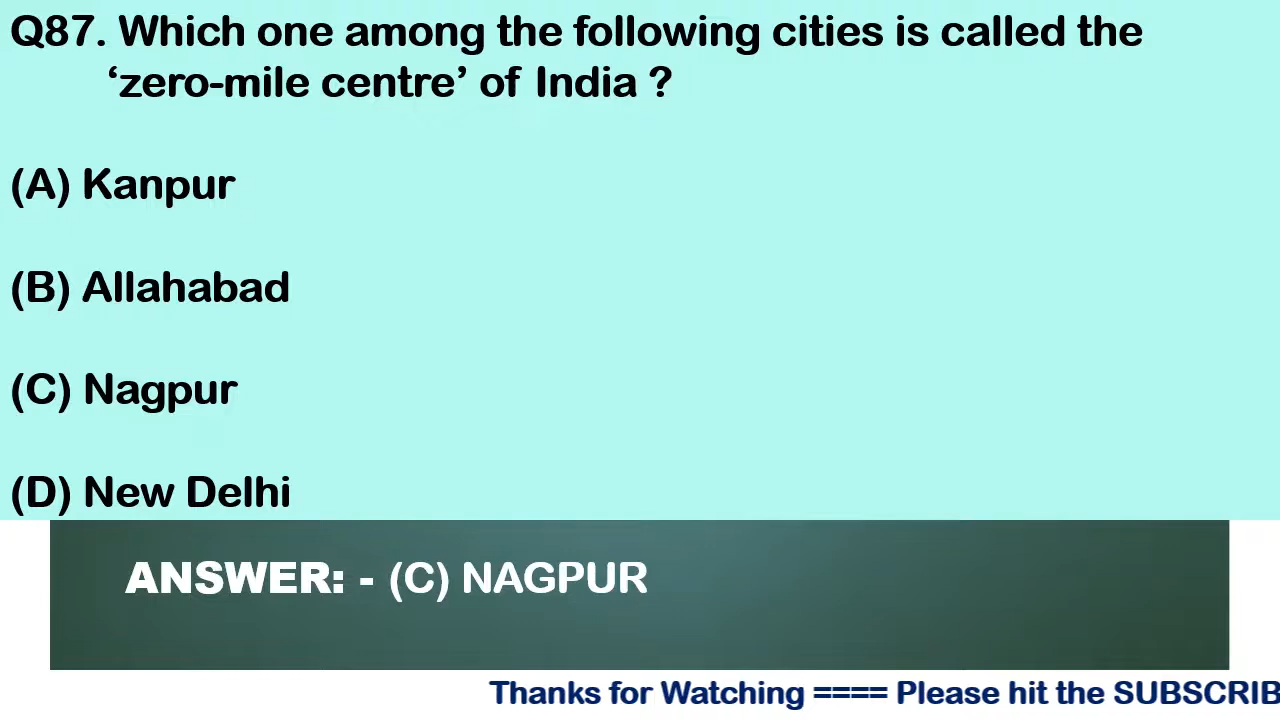 Q87. Which one among the following cities is called the
‘zero-mile centre’ of India ?
(A) Kanpur
(B) Allahabad
(C) Nagpur
(D) New Delhi
ANSWER: - (C) NAGPUR
Thanks for Watching ==== Please hit the SUBSCRIB